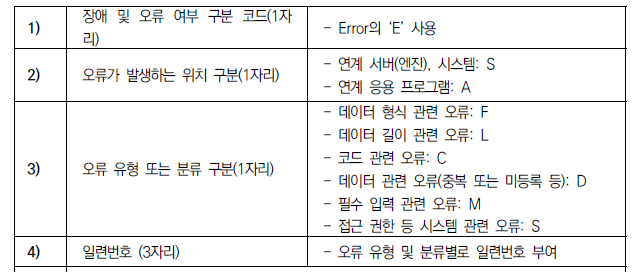 1)
장애 및 오류 여부 구분 코드(1자
리)
- Error의 ‘E’ 사용
2)
오류가 발생하는 위치 구분(1자리)
- 연계 서버(엔진), 시스템: S
- 연계 응용 프로그램: A
3)
오류 유형 또는 분류 구분(1자리)
- 데이터 형식 관련 오류: F
- 데이터 길이 관련 오류: L
- 코드 관련 오류: C
- 데이터 관련 오류(중복 또는 미등록 등): D
- 필수 입력 관련 오류: M
- 접근 권한 등 시스템 관련 오류: S
4)
일련번호 (3자리)
- 오류 유형 및 분류별로 일련번호 부여